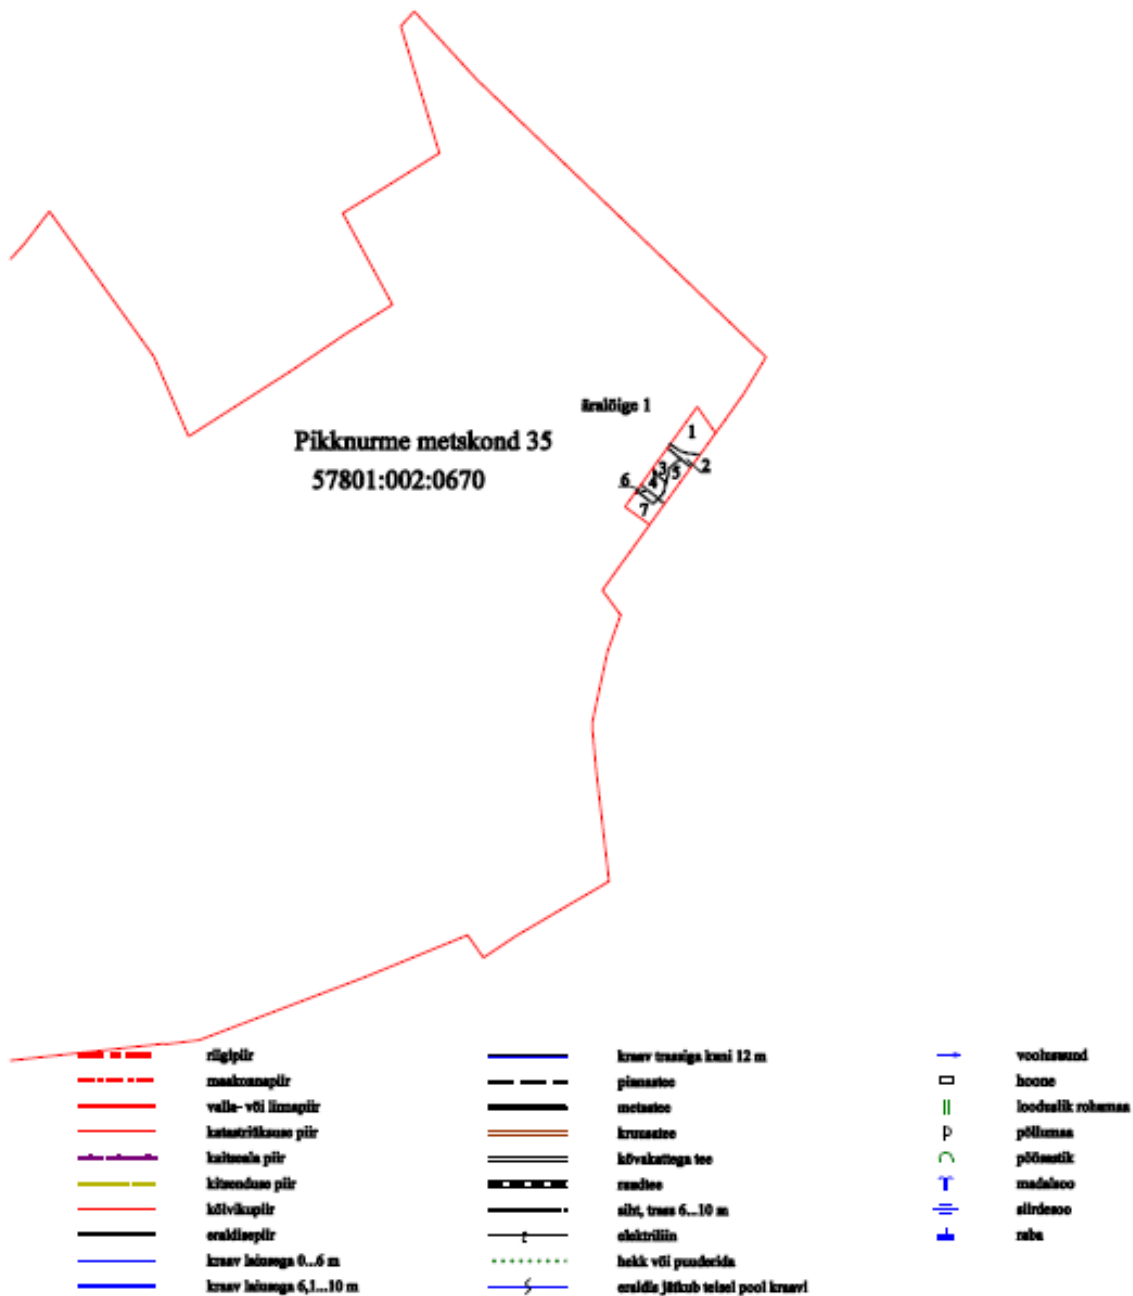 äralõige 1
Pikknurme metskond 35
57801:002:0670
1
2
3
4
5
6
7
riigipiir
maakonnapiir
valla- või linnapiir
katastriüksuse piir
kaitseala piir
kitsenduse piir
kõlvikupiir
eraldisepiir
kraav laiusega 0...6 m
kraav laiusega 6,1...10 m
kraav trassiga kuni 12 m
pinnastee
metsatee
kruusatee
kõvakattega tee
raudtee
siht, trass 6...10 m
elektriliin
hekk või puuderida
eraldis jätkub teisel pool kraavi
voolusuund
hoone
looduslik rohumaa
põllumaa
põõsastik
madalsoo
siirdesoo
raba